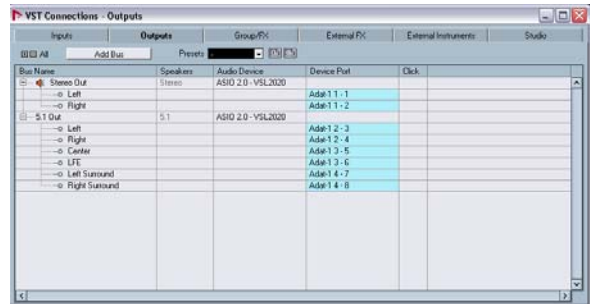 VST Connections - Outputs
Inputs Outputs Group/FX External FX External Instruments Studio
All Add Bus Presets -
Bus Name Speakers Audio Device Device Port Click
Stereo Out Stereo ASIO 2.0 - VSL2020
Left Adat-1 1 - 1
Right Adat-1 1 - 2
5.1 Out 5.1 ASIO 2.0 - VSL2020
Left Adat-1 2 - 3
Right Adat-1 2 - 4
Center Adat-1 3 - 5
LFE Adat-1 3 - 6
Left Surround Adat-1 4 - 7
Right Surround Adat-1 4 - 8